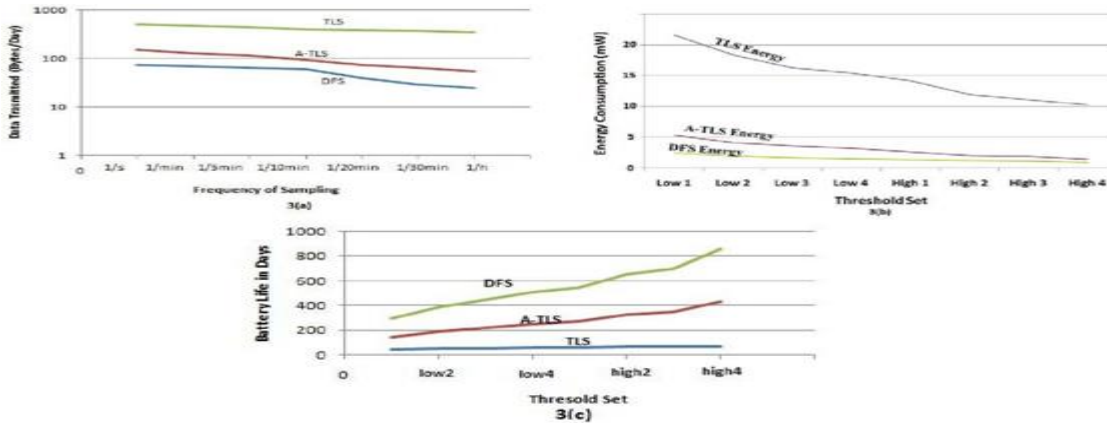 Data Trasmitted (Bytes/Day)
1000
100
10
1
0
TLS
A-TLS
DFS
1/s 1/min 1/5min 1/10min 1/20min 1/30min 1/h
Frequency of Sampling
3(a)
Energy Consumption (mW)
20
15
10
5
0
TLS Energy
A-TLS Energy
DFS Energy
Low 1 Low 2 Low 3 Low 4 High 1 High 2 High 3 High 4
Threshold Set
3(b)
Battery Life in Days
1000
800
600
400
200
0
DFS
A-TLS
TLS
0 low2 low4 high2 high4
Thresold Set
3(c)